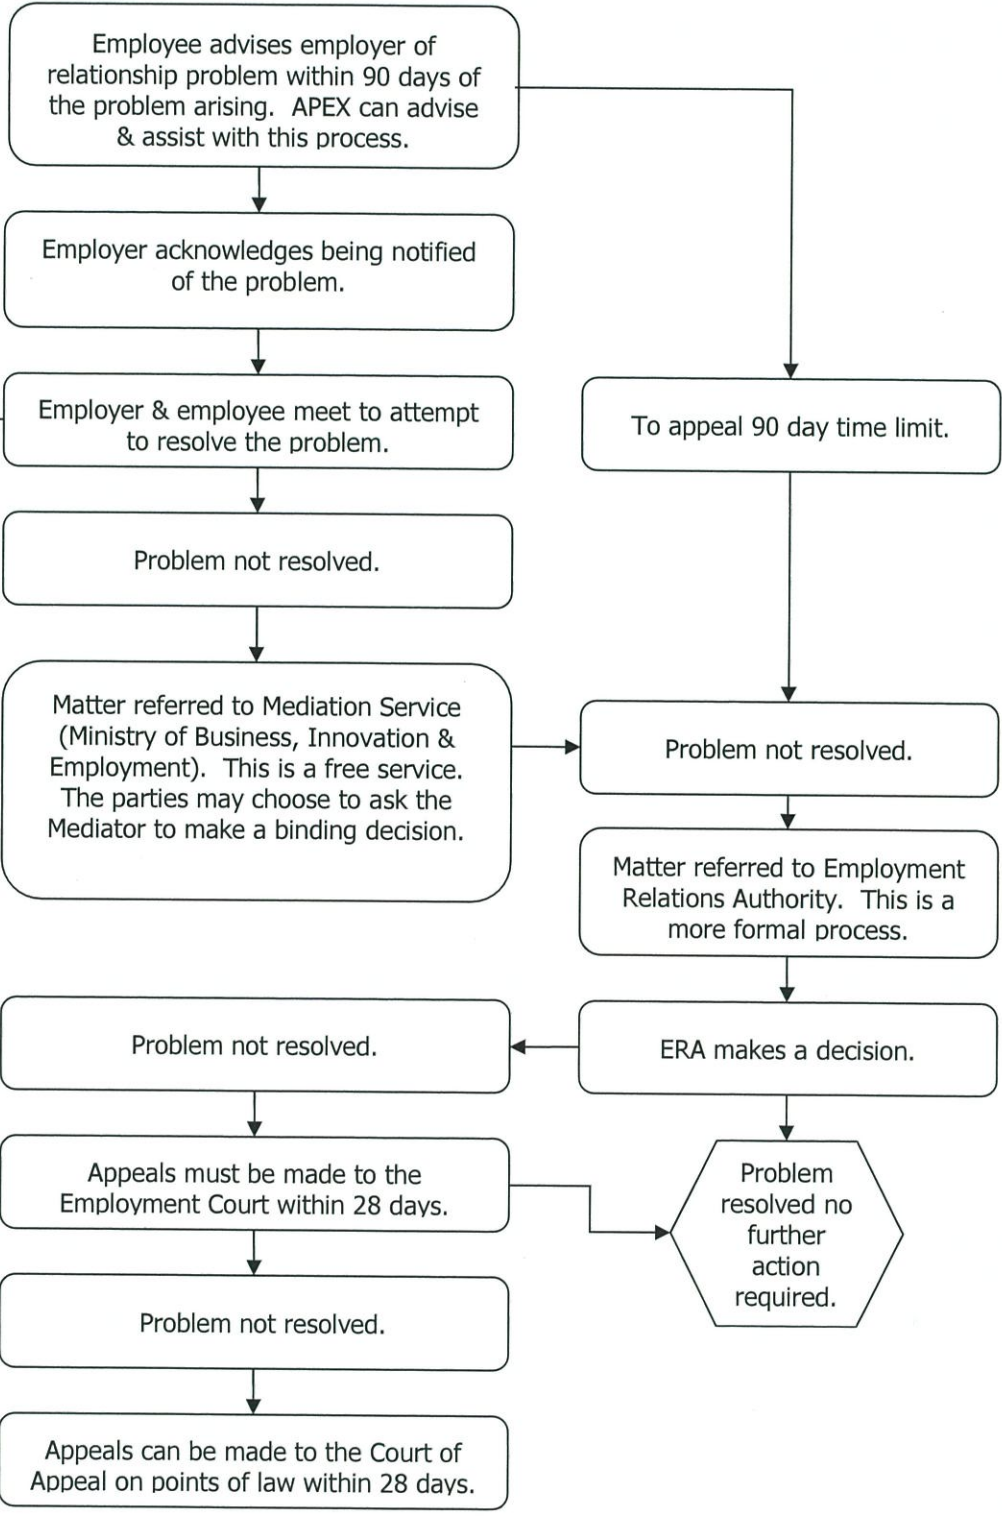 Employee advises employer of
relationship problem within 90 days of
the problem arising.  APEX can advise
& assist with this process.
Employer acknowledges being notified
of the problem.
Employer & employee meet to attempt
to resolve the problem.
To appeal 90 day time limit.
Problem not resolved.
Matter referred to Mediation Service
(Ministry of Business, Innovation &
Employment).  This is a free service.
The parties may choose to ask the
Mediator to make a binding decision.
Problem not resolved.
Matter referred to Employment
Relations Authority.  This is a
more formal process.
ERA makes a decision.
Problem not resolved.
Appeals must be made to the
Employment Court within 28 days.
Problem
resolved no
further
action
required.
Problem not resolved.
Appeals can be made to the Court of
Appeal on points of law within 28 days.